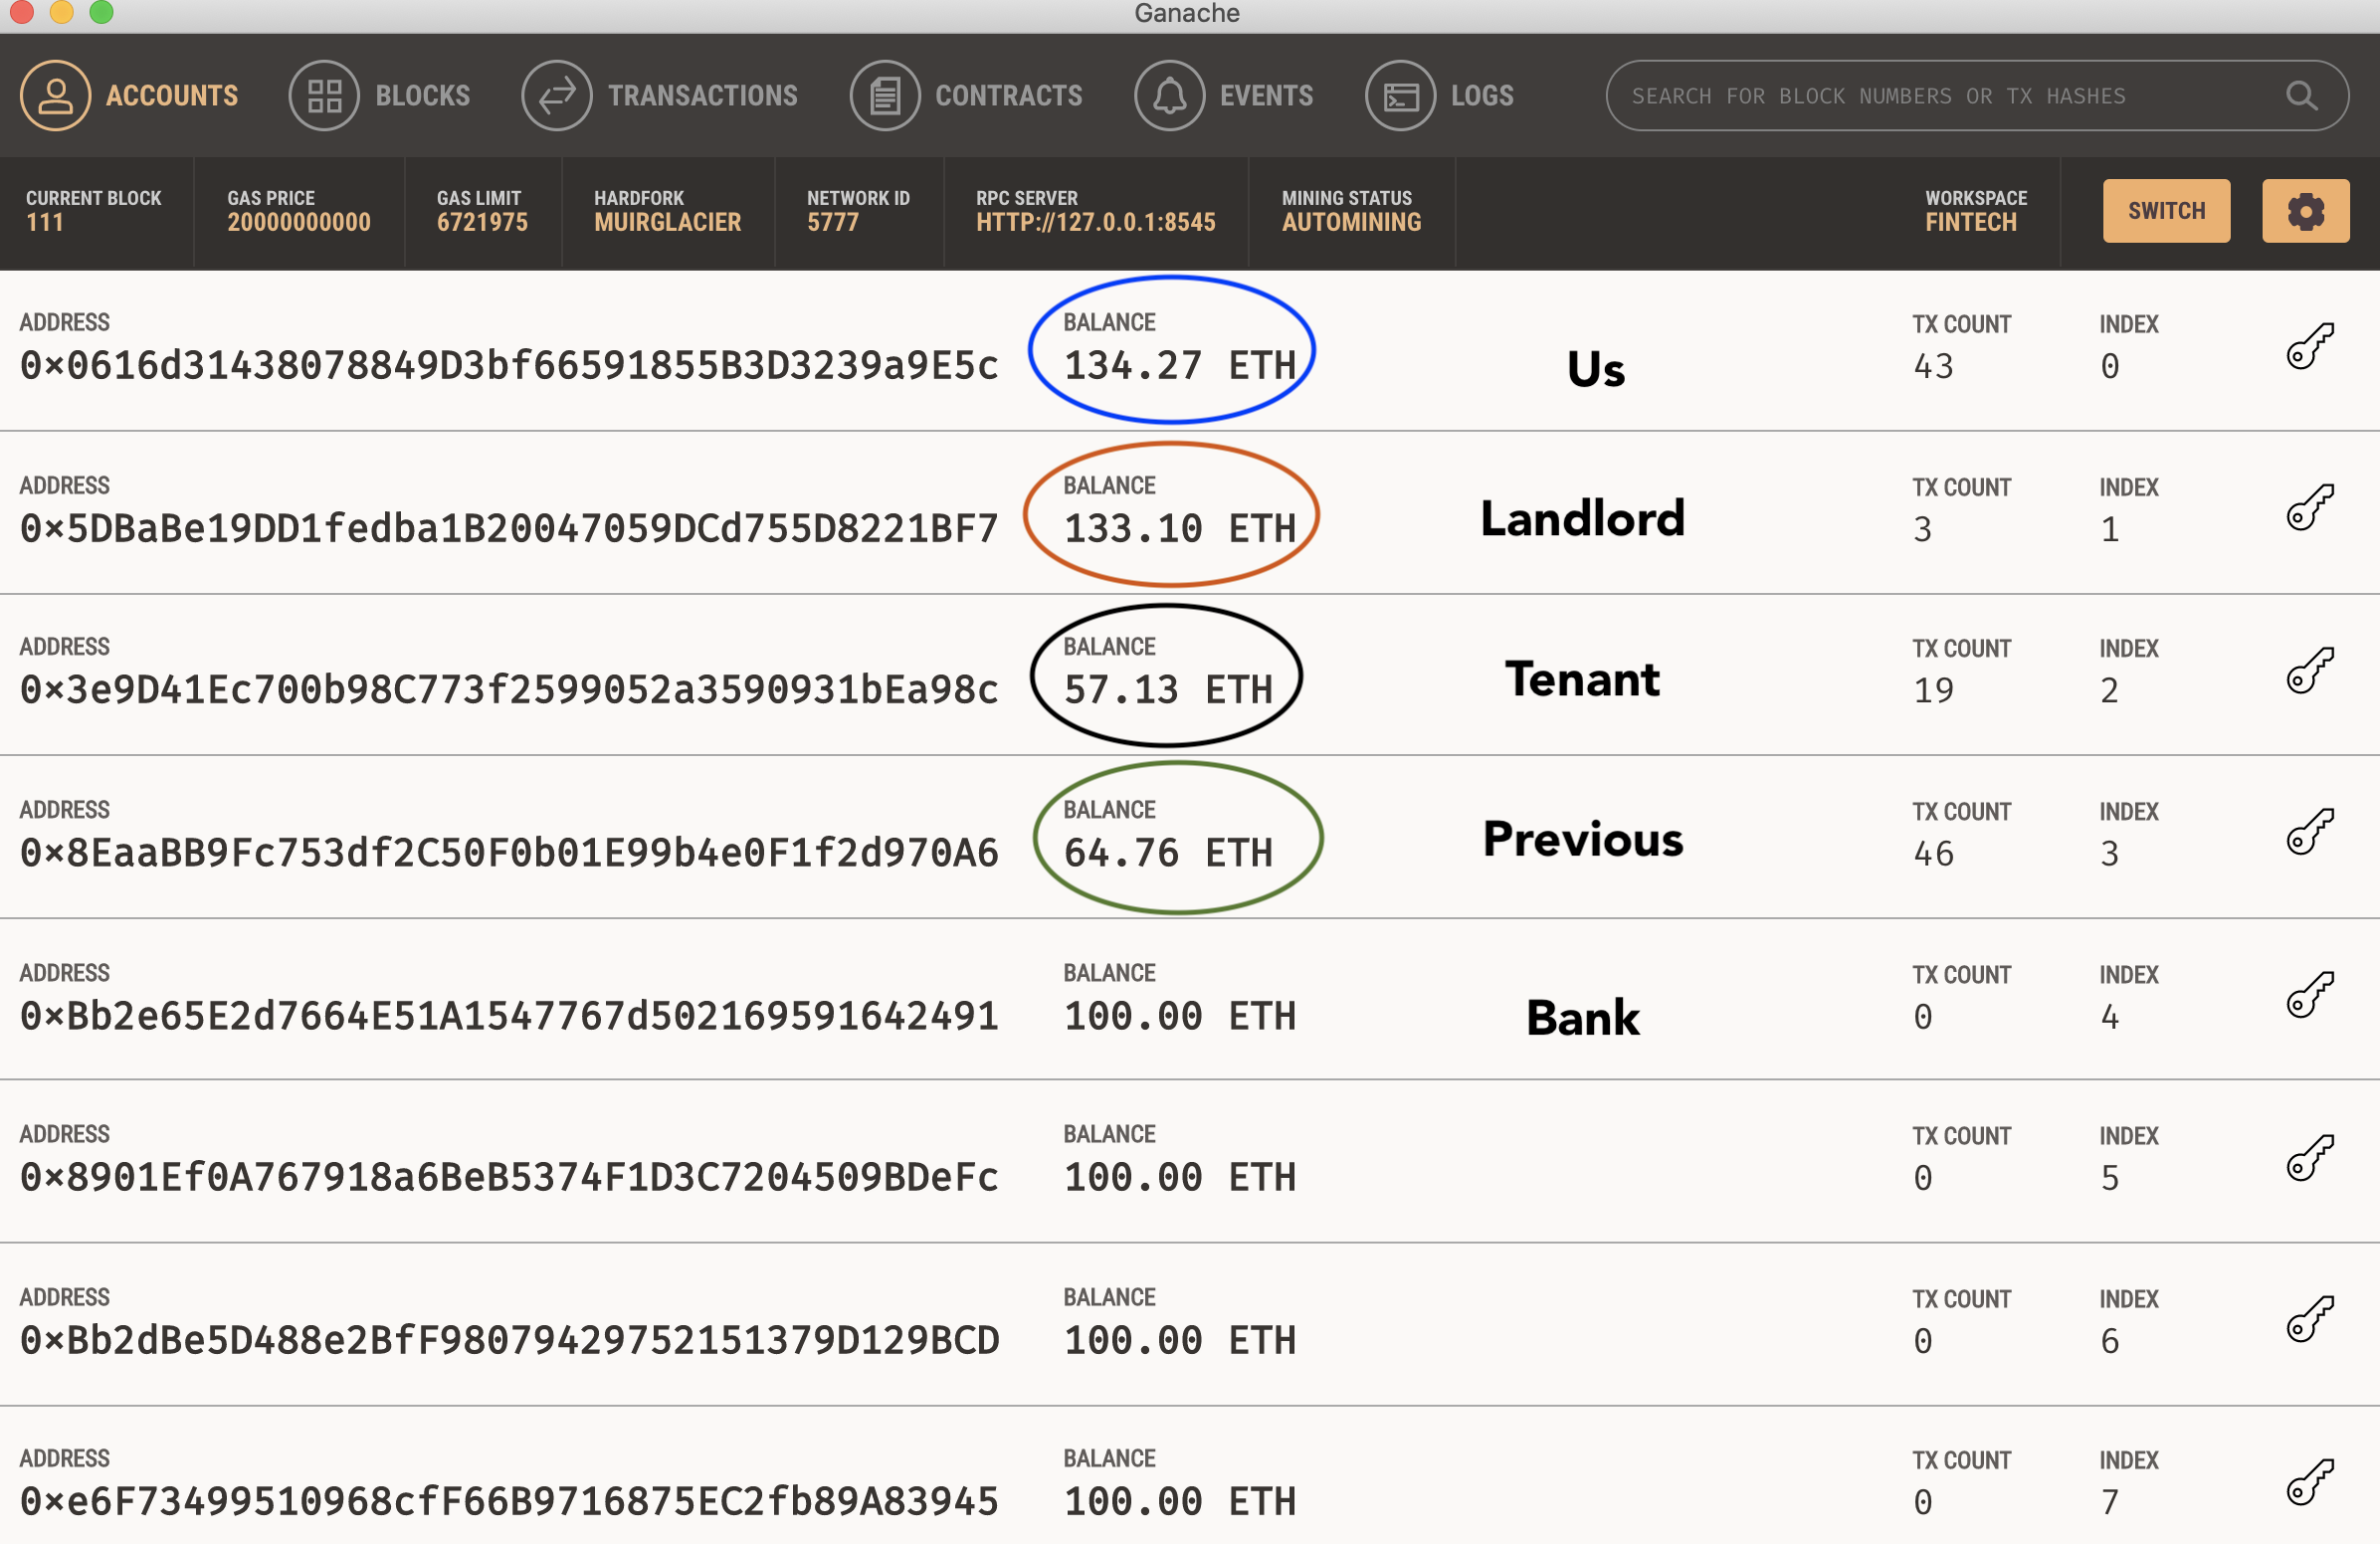 Ganache
ACCOUNTS BLOCKS TRANSACTIONS CONTRACTS EVENTS LOGS SEARCH FOR BLOCK NUMBERS OR TX HASHES
CURRENT BLOCK GAS PRICE GAS LIMIT HARDFORK NETWORK ID RPC SERVER MINING STATUS WORKSPACE
111 20000000000 6721975 MUIRGLACIER 5777 HTTP://127.0.0.1:8545 AUTOMINING FINTECH SWITCH
ADDRESS BALANCE TX COUNT INDEX
0×0616d31438078849D3bf66591855B3D3239a9E5c 134.27 ETH Us 43 0
ADDRESS BALANCE TX COUNT INDEX
0×5DBaBe19DD1fedba1B20047059DCd755D8221BF7 133.10 ETH Landlord 3 1
ADDRESS BALANCE TX COUNT INDEX
0×3e9D41Ec700b98C773f2599052a3590931bEa98c 57.13 ETH Tenant 19 2
ADDRESS BALANCE TX COUNT INDEX
0×8EaaBB9Fc753df2C50F0b01E99b4e0F1f2d970A6 64.76 ETH Previous 46 3
ADDRESS BALANCE TX COUNT INDEX
0×Bb2e65E2d7664E51A1547767d502169591642491 100.00 ETH Bank 0 4
ADDRESS BALANCE TX COUNT INDEX
0×8901Ef0A767918a6BeB5374F1D3C7204509BDeFc 100.00 ETH 0 5
ADDRESS BALANCE TX COUNT INDEX
0×Bb2dBe5D488e2BfF980794297521513​79D129BCD 100.00 ETH 0 6
ADDRESS BALANCE TX COUNT INDEX
0×e6F73499510968cfF66B9716875EC2fb89A83945 100.00 ETH 0 7